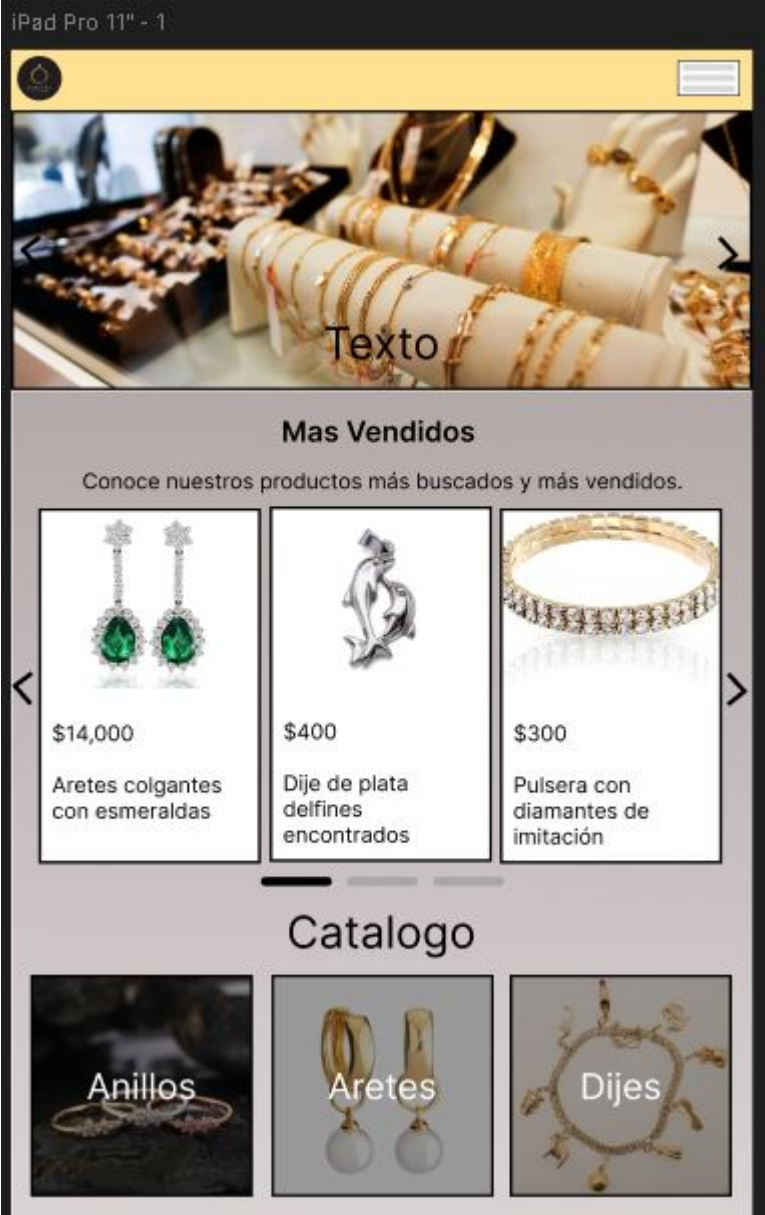 iPad Pro 11" - 1
Texto
Mas Vendidos
Conoce nuestros productos más buscados y más vendidos.
$14,000
Aretes colgantes
con esmeraldas
$400
Dije de plata
delfines
encontrados
$300
Pulsera con
diamantes de
imitación
Catalogo
Anillos
Aretes
Dijes